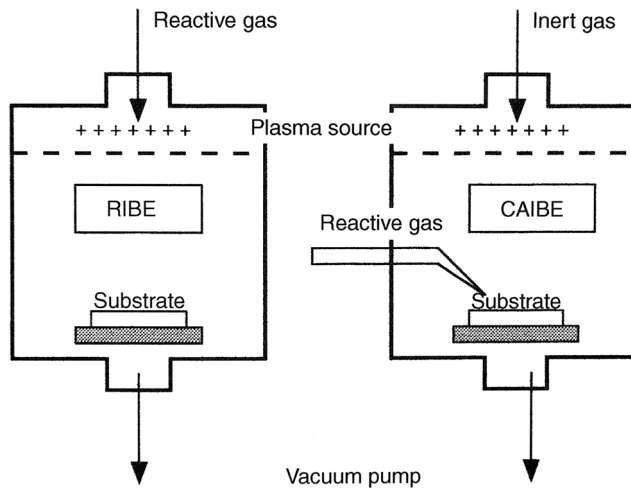 Reactive gas
Inert gas
+ + + + + + +
Plasma source
+ + + + + + +
RIBE
CAIBE
Reactive gas
Substrate
Substrate
Vacuum pump